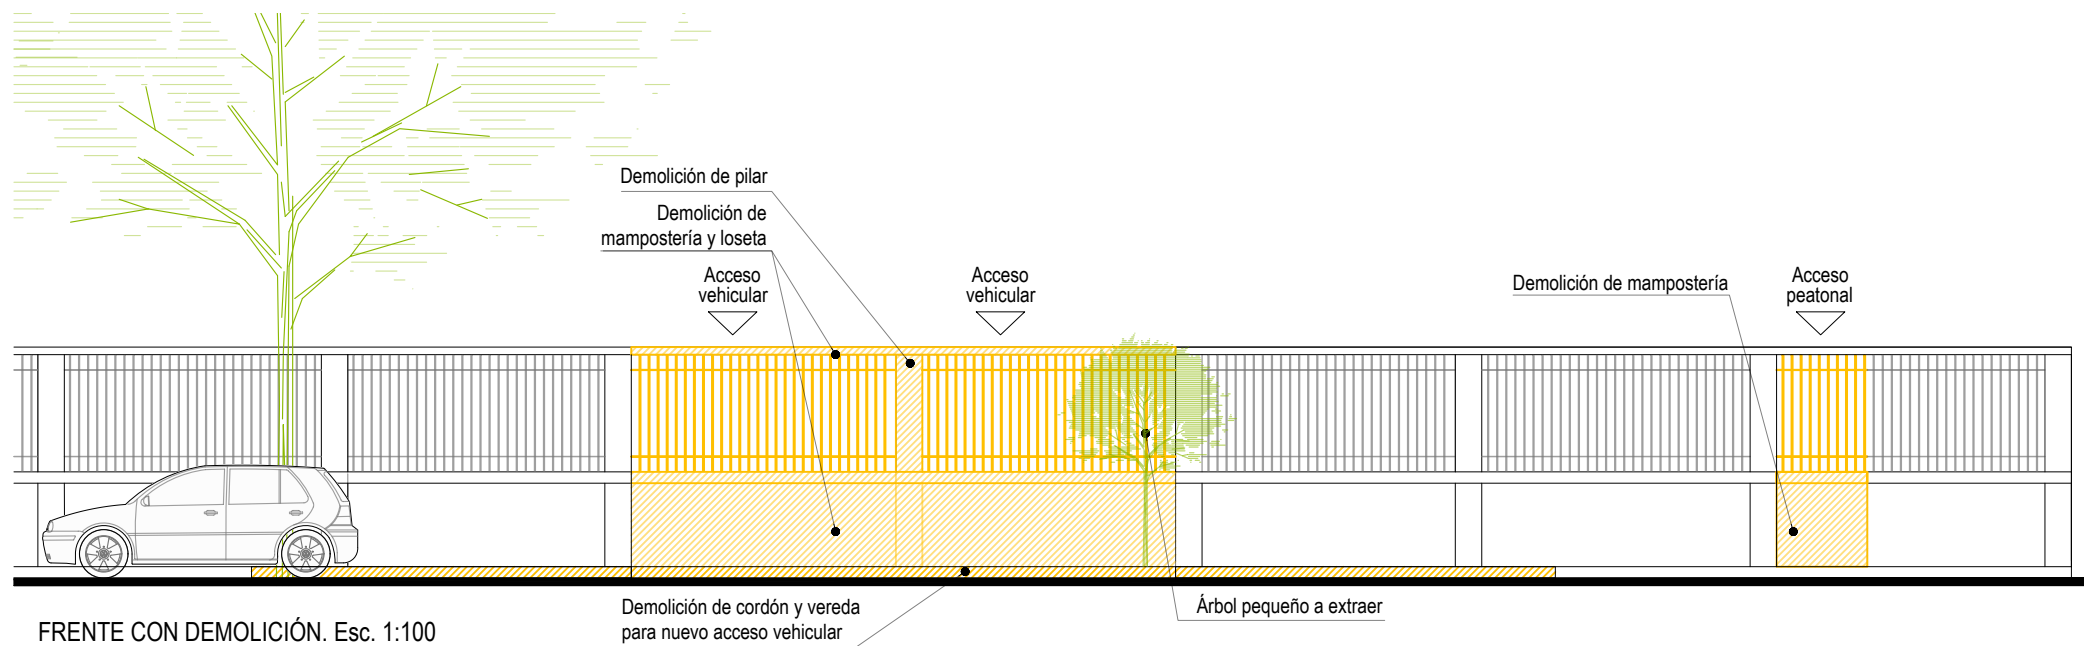 Demolición de pilar
Demolición de
mampostería y loseta
Acceso
vehicular
Acceso
vehicular
Demolición de mampostería
Acceso
peatonal
Demolición de cordón y vereda
para nuevo acceso vehicular
Árbol pequeño a extraer
FRENTE CON DEMOLICIÓN. Esc. 1:100